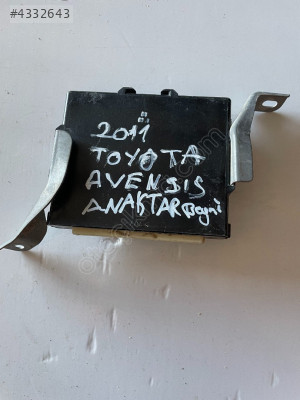 #4332643
2011
TOYOTA
AVENSIS
ANAKTAR Beyni